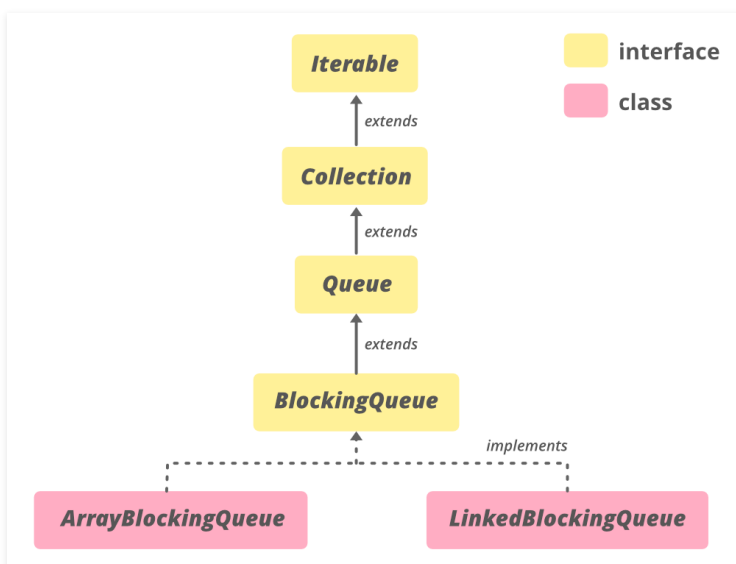 Iterable
interface
class
extends
Collection
extends
Queue
extends
BlockingQueue
implements
ArrayBlockingQueue
LinkedBlockingQueue